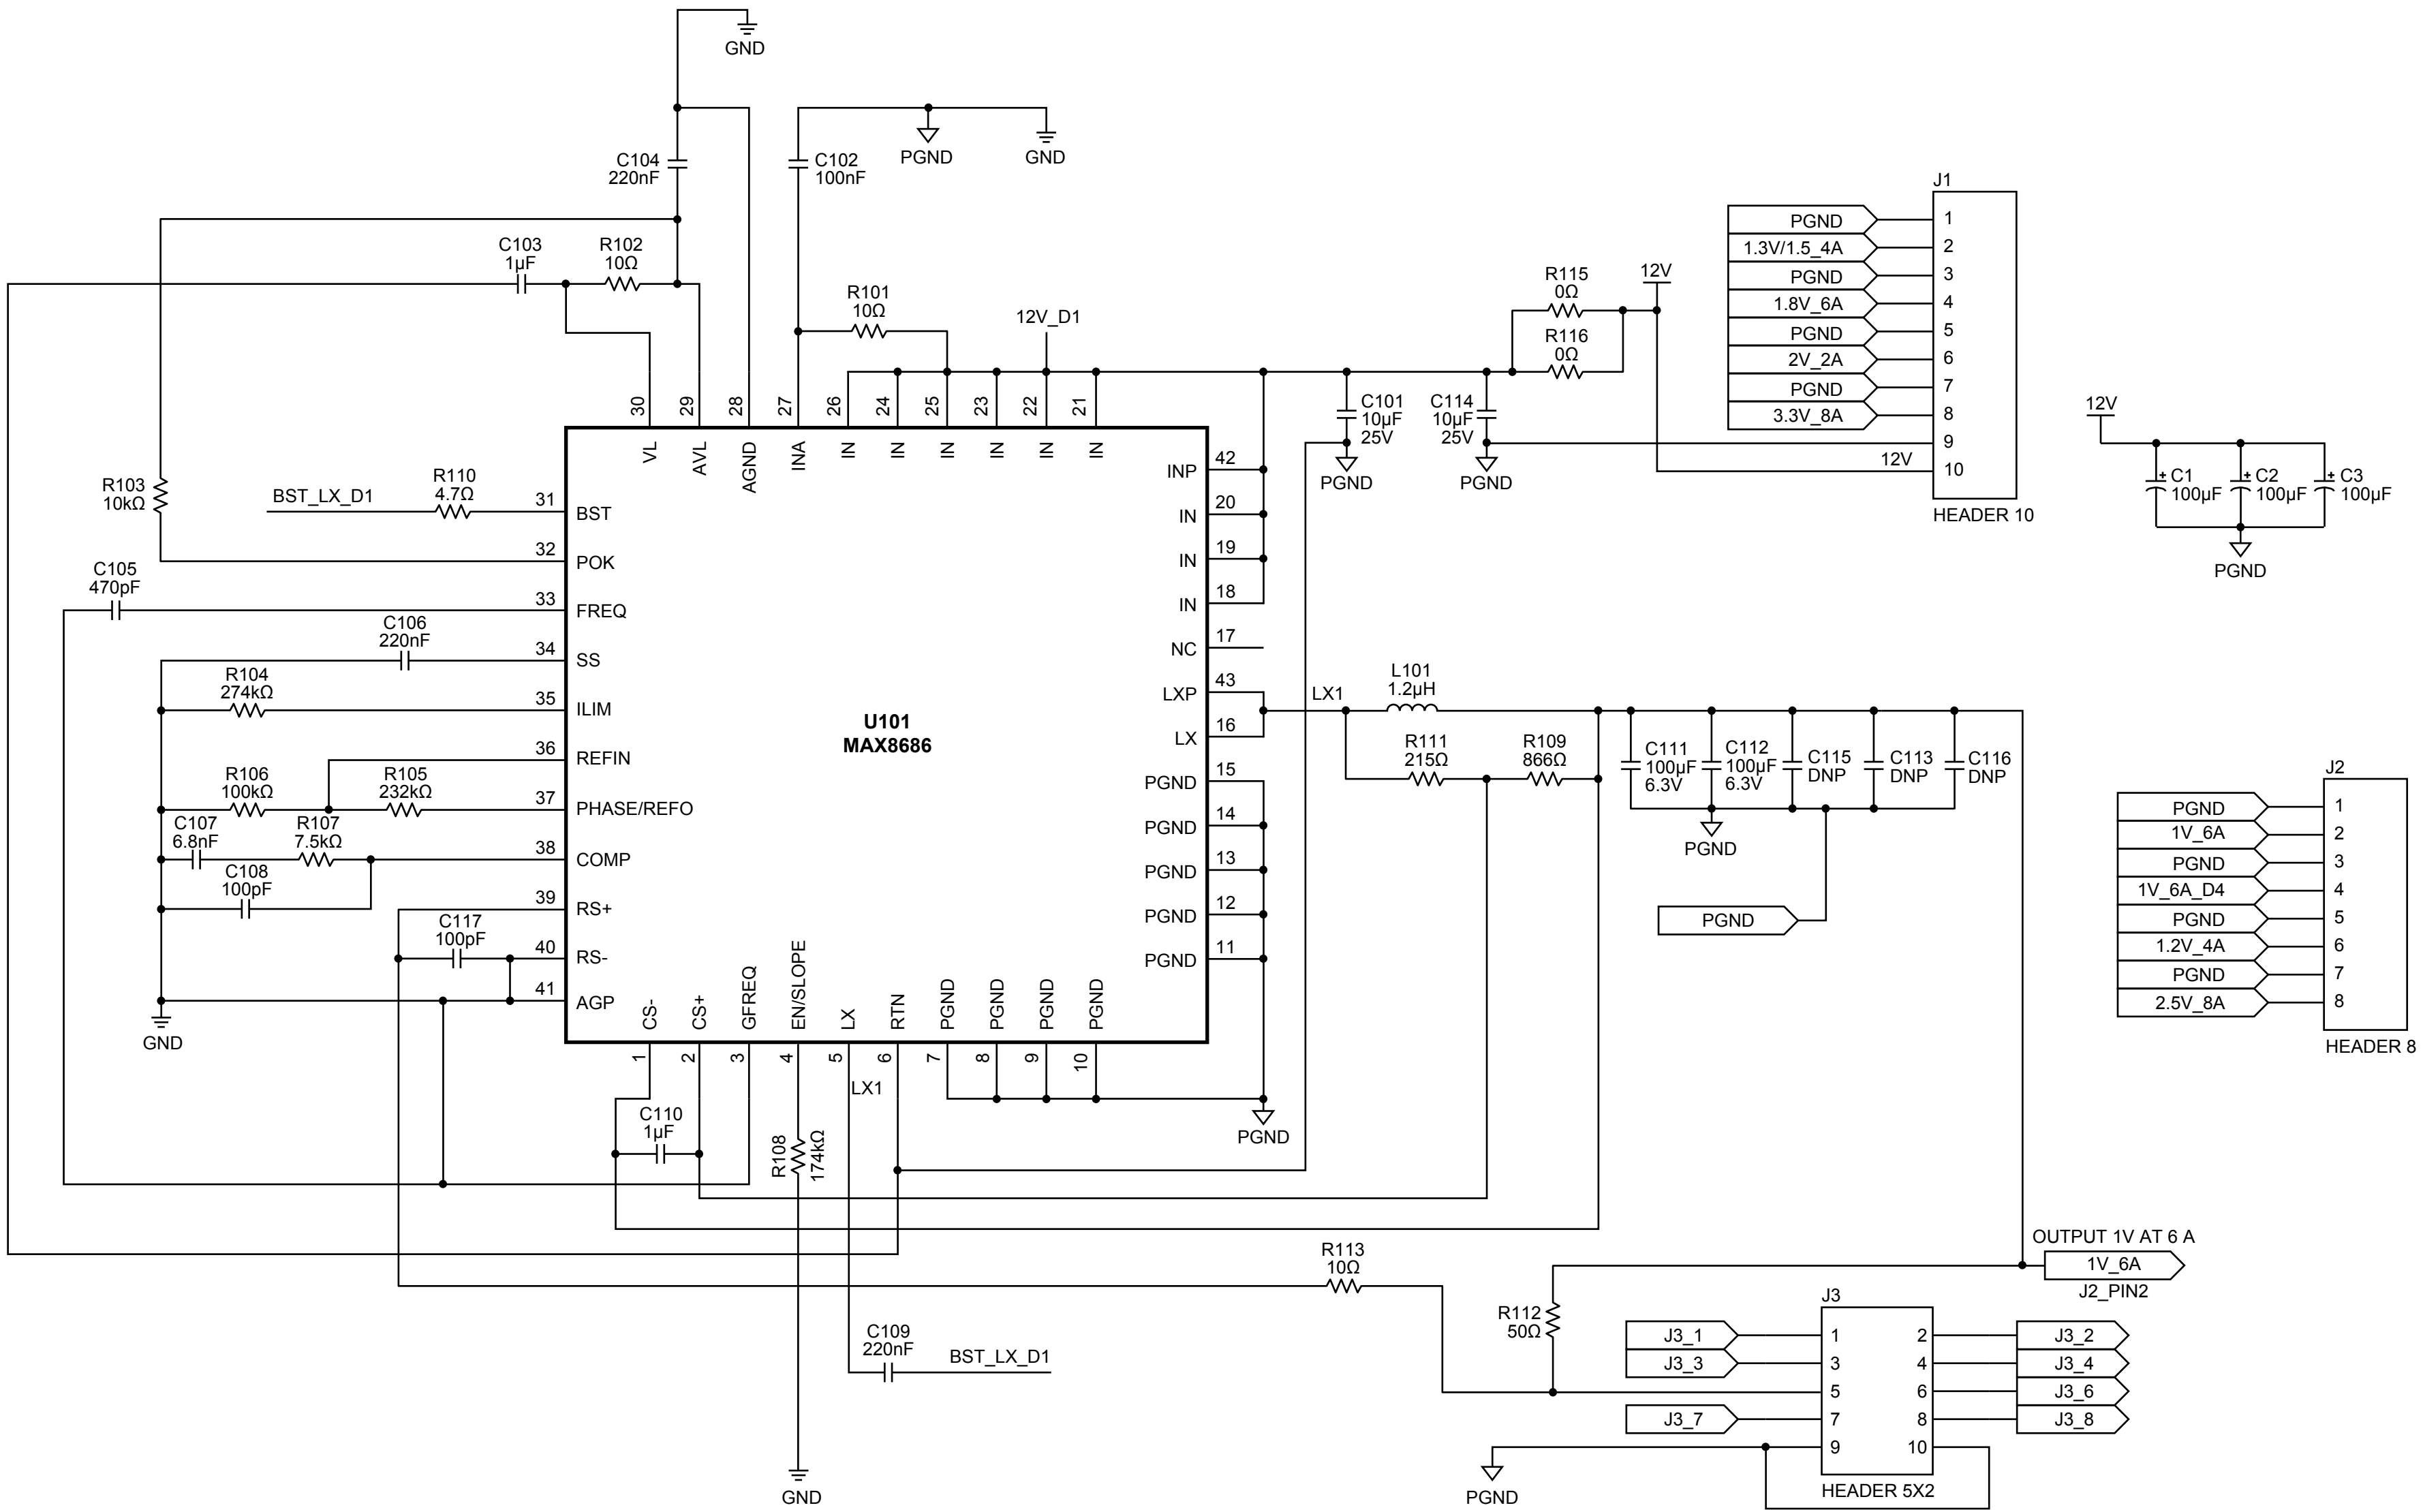 GND
C104
220nF
C102
100nF
PGND
GND
C103
1µF
R102
10Ω
R101
10Ω
12V_D1
R115
0Ω
12V
R116
0Ω
J1
PGND
1
1.3V/1.5_4A
2
PGND
3
1.8V_6A
4
PGND
5
2V_2A
6
PGND
7
3.3V_8A
8
9
12V
10
HEADER 10
12V
C1
100µF
C2
100µF
C3
100µF
PGND
C101
10µF
25V
PGND
C114
10µF
25V
PGND
30
29
28
27
26
24
25
23
22
21
VL
AVL
AGND
INA
IN
IN
IN
IN
IN
IN
R103
10kΩ
BST_LX_D1
R110
4.7Ω
31
BST
32
POK
C105
470pF
33
FREQ
C106
220nF
34
SS
R104
274kΩ
35
ILIM
36
REFIN
R106
100kΩ
R105
232kΩ
37
PHASE/REFO
C107
6.8nF
R107
7.5kΩ
38
COMP
C108
100pF
39
RS+
C117
100pF
40
RS-
41
AGP
GND
U101
MAX8686
INP
42
IN
20
IN
19
IN
18
NC
17
LXP
43
LX
16
PGND
15
PGND
14
PGND
13
PGND
12
PGND
11
CS-
CS+
GFREQ
EN/SLOPE
LX
RTN
PGND
PGND
PGND
PGND
1
2
3
4
5
6
7
8
9
10
LX1
PGND
C110
1µF
R108
174kΩ
GND
C109
220nF
BST_LX_D1
LX1
L101
1.2µH
R111
215Ω
R109
866Ω
C111
100µF
6.3V
C112
100µF
6.3V
C115
DNP
C113
DNP
C116
DNP
PGND
PGND
J2
PGND
1
1V_6A
2
PGND
3
1V_6A_D4
4
PGND
5
1.2V_4A
6
PGND
7
2.5V_8A
8
HEADER 8
R113
10Ω
R112
50Ω
OUTPUT 1V AT 6 A
1V_6A
J2_PIN2
J3
J3_1
1
2
J3_2
J3_3
3
4
J3_4
5
6
J3_6
J3_7
7
8
J3_8
9
10
PGND
HEADER 5X2